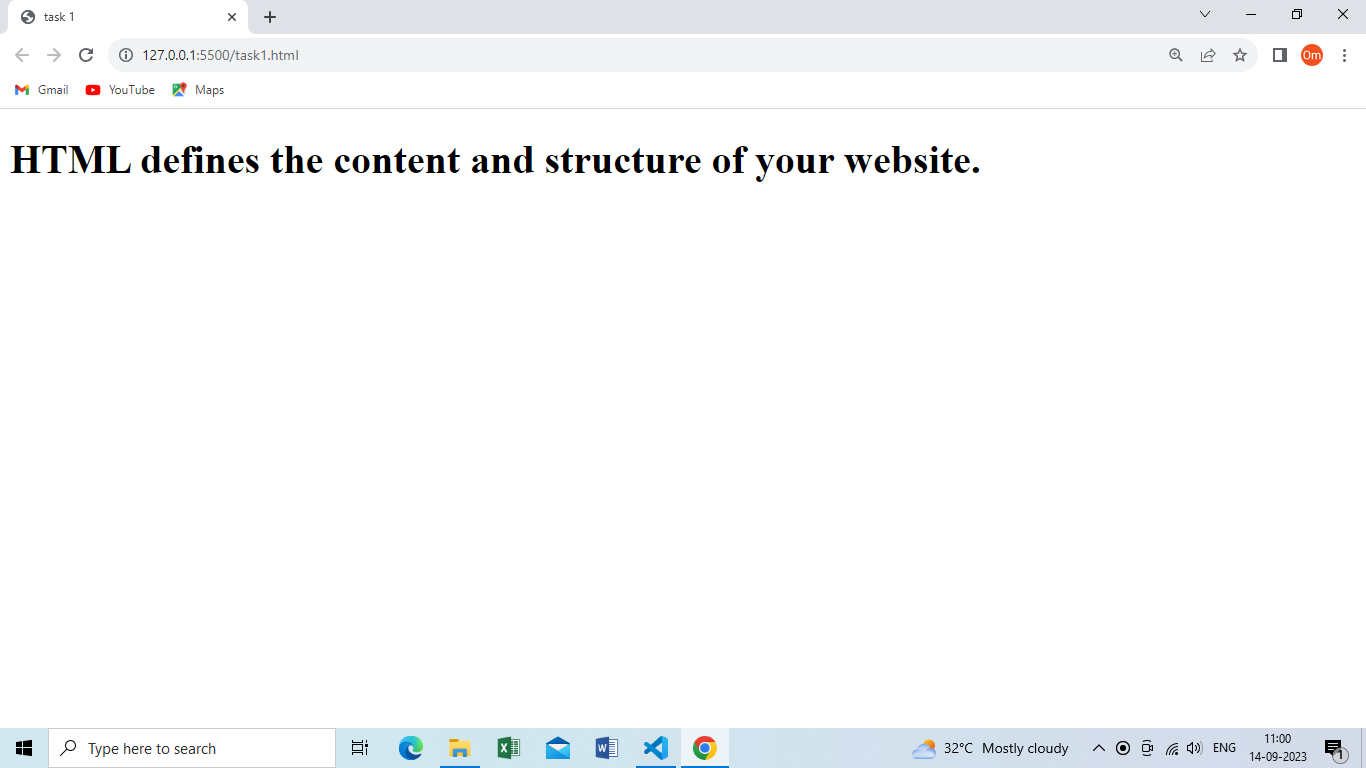 task 1
127.0.0.1:5500/task1.html
Om
Gmail YouTube Maps
HTML defines the content and structure of your website.
Type here to search
32°C Mostly cloudy
ENG
11:00
14-09-2023
1